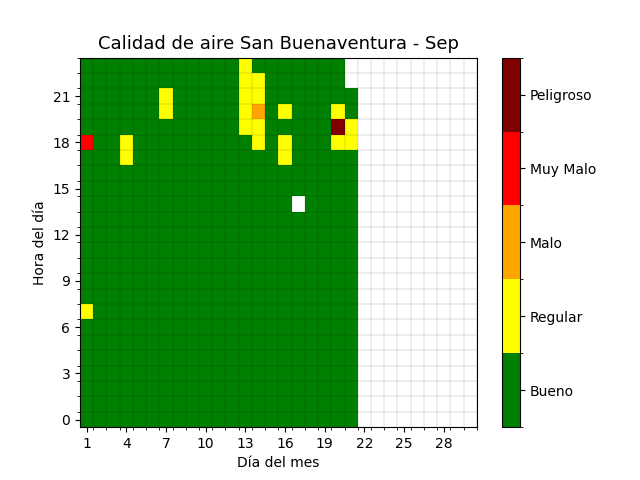 Calidad de aire San Buenaventura - Sep
Hora del día
21
18
15
12
9
6
3
0
1 4 7 10 13 16 19 22 25 28
Día del mes
Peligroso
Muy Malo
Malo
Regular
Bueno